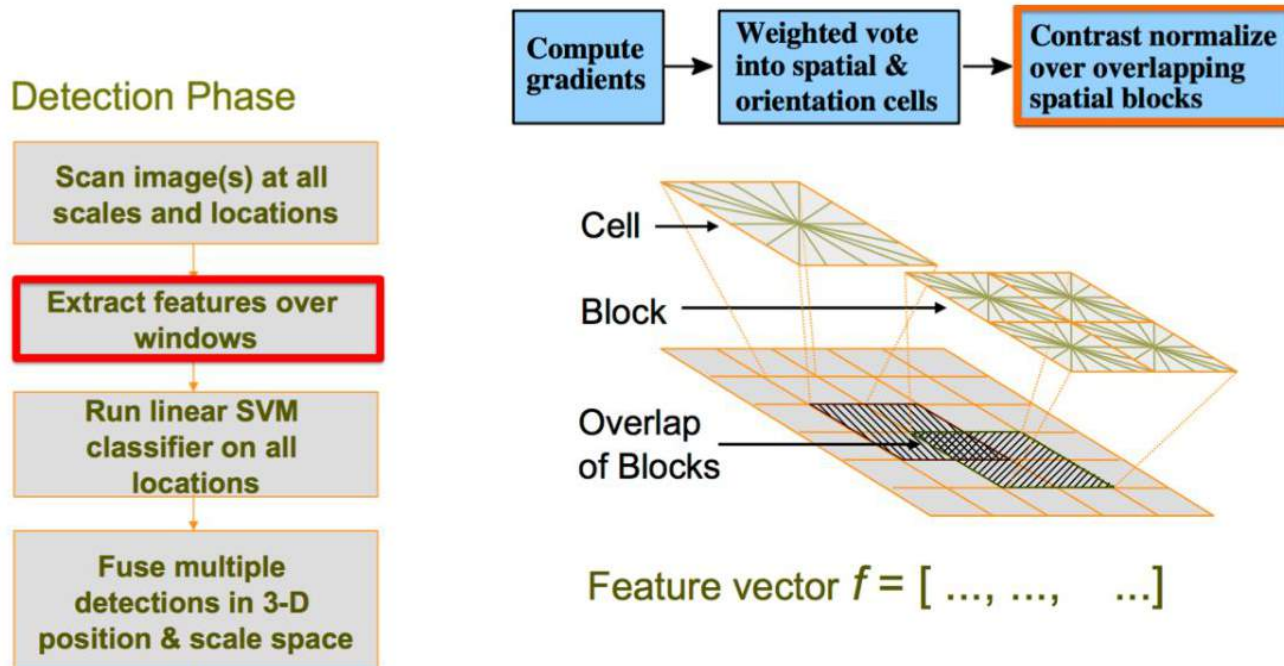 Detection Phase
Scan image(s) at all
scales and locations
Extract features over
windows
Run linear SVM
classifier on all
locations
Fuse multiple
detections in 3-D
position & scale space
Compute
gradients
Weighted vote
into spatial &
orientation cells
Contrast normalize
over overlapping
spatial blocks
Cell
Block
Overlap
of Blocks
Feature vector f = [ ..., ..., ...]